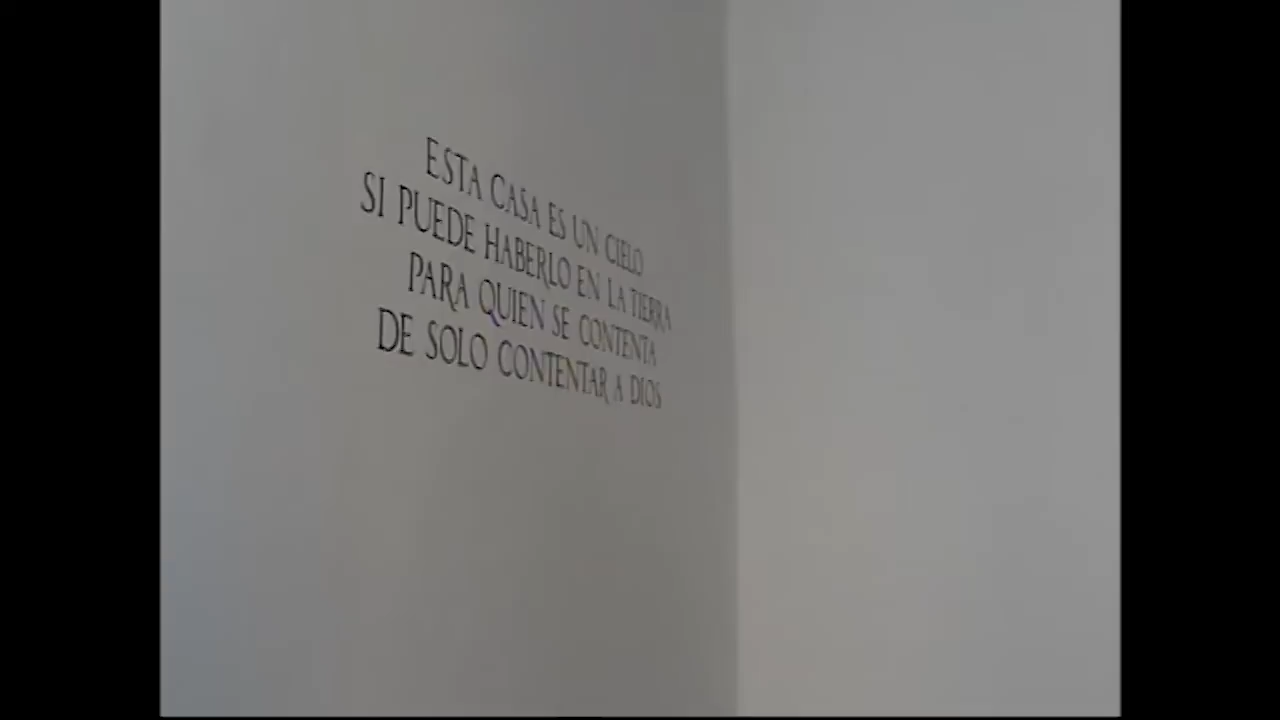 ESTA CASA ES UN CIELO
SI PUEDE HABERLO EN LA TIERRA
PARA QUIEN SE CONTENTA
DE SOLO CONTENTAR A DIOS